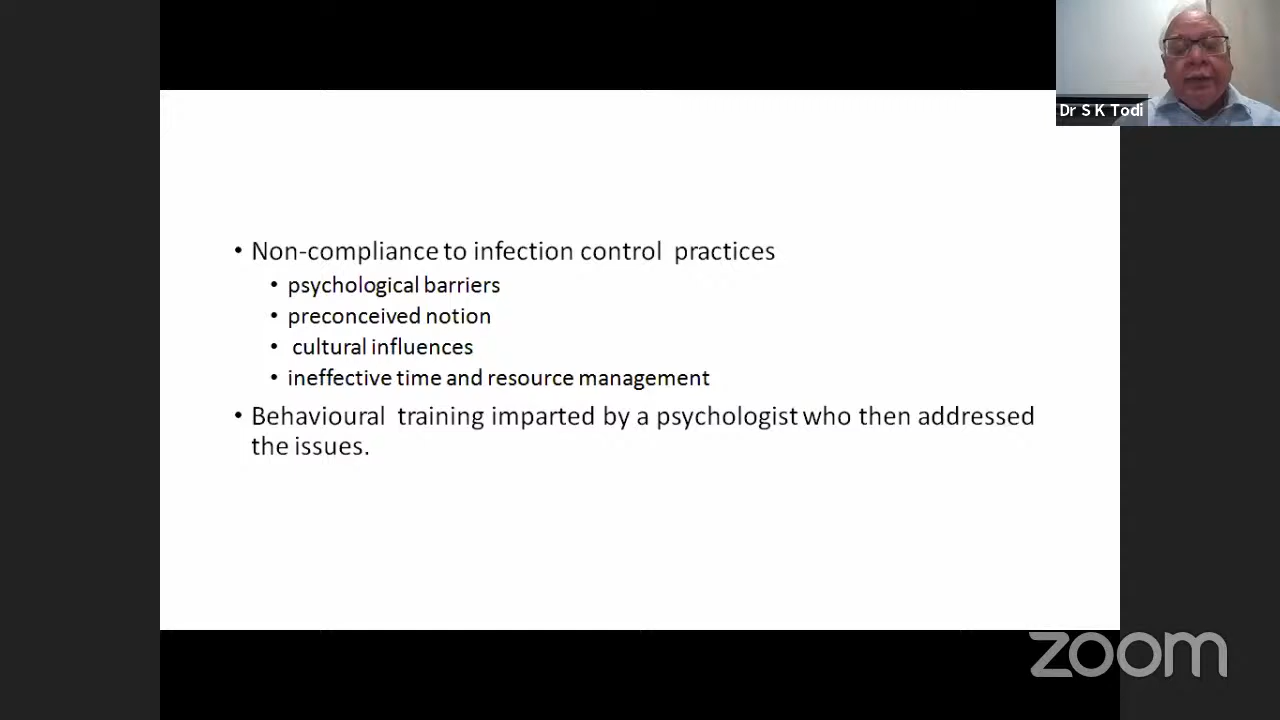 Dr S K Todi
• Non-compliance to infection control practices
• psychological barriers
• preconceived notion
• cultural influences
• ineffective time and resource management
• Behavioural training imparted by a psychologist who then addressed
the issues.
zoom